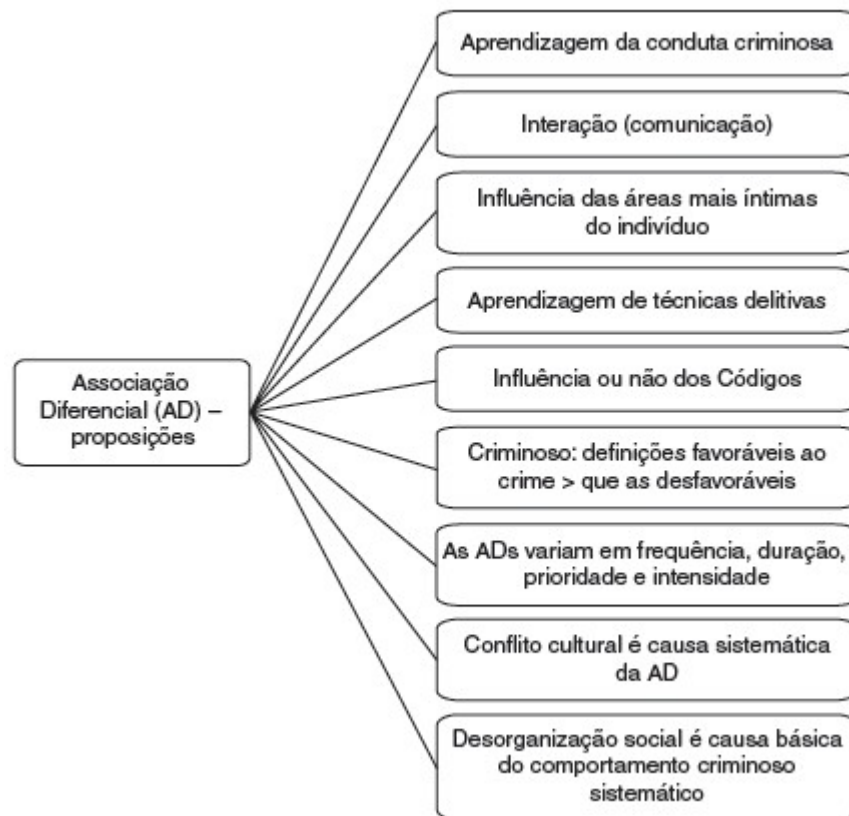 Associação
Diferencial (AD) –
proposições
Aprendizagem da conduta criminosa
Interação (comunicação)
Influência das áreas mais íntimas
do indivíduo
Aprendizagem de técnicas delitivas
Influência ou não dos Códigos
Criminoso: definições favoráveis ao
crime > que as desfavoráveis
As ADs variam em frequência, duração,
prioridade e intensidade
Conflito cultural é causa sistemática
da AD
Desorganização social é causa básica
do comportamento criminoso
sistemático